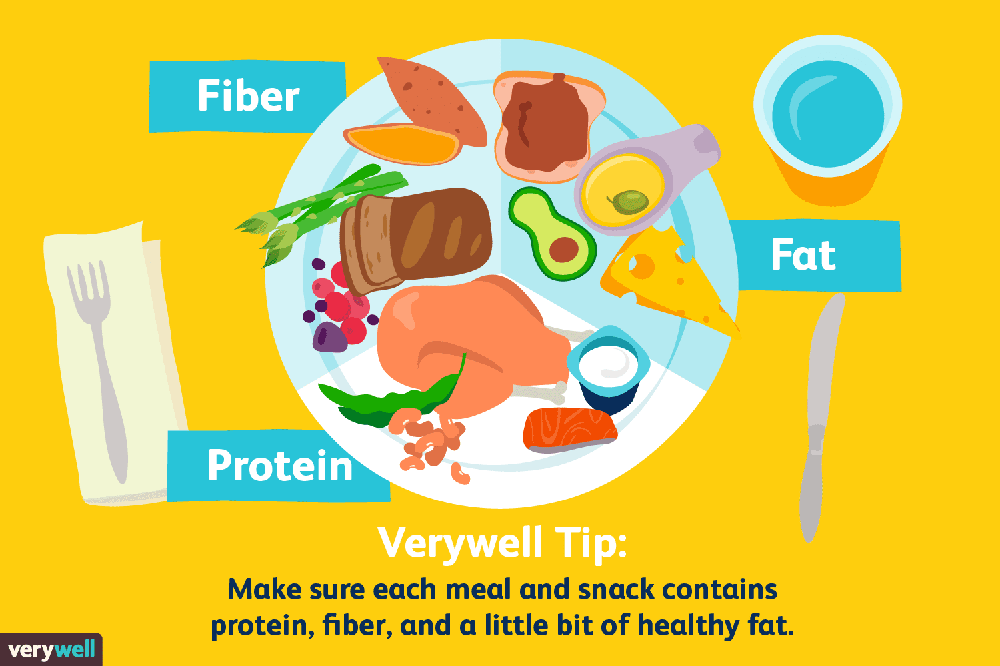 Fiber
Fat
Protein
Verywell Tip:
Make sure each meal and snack contains
protein, fiber, and a little bit of healthy fat.
verywell